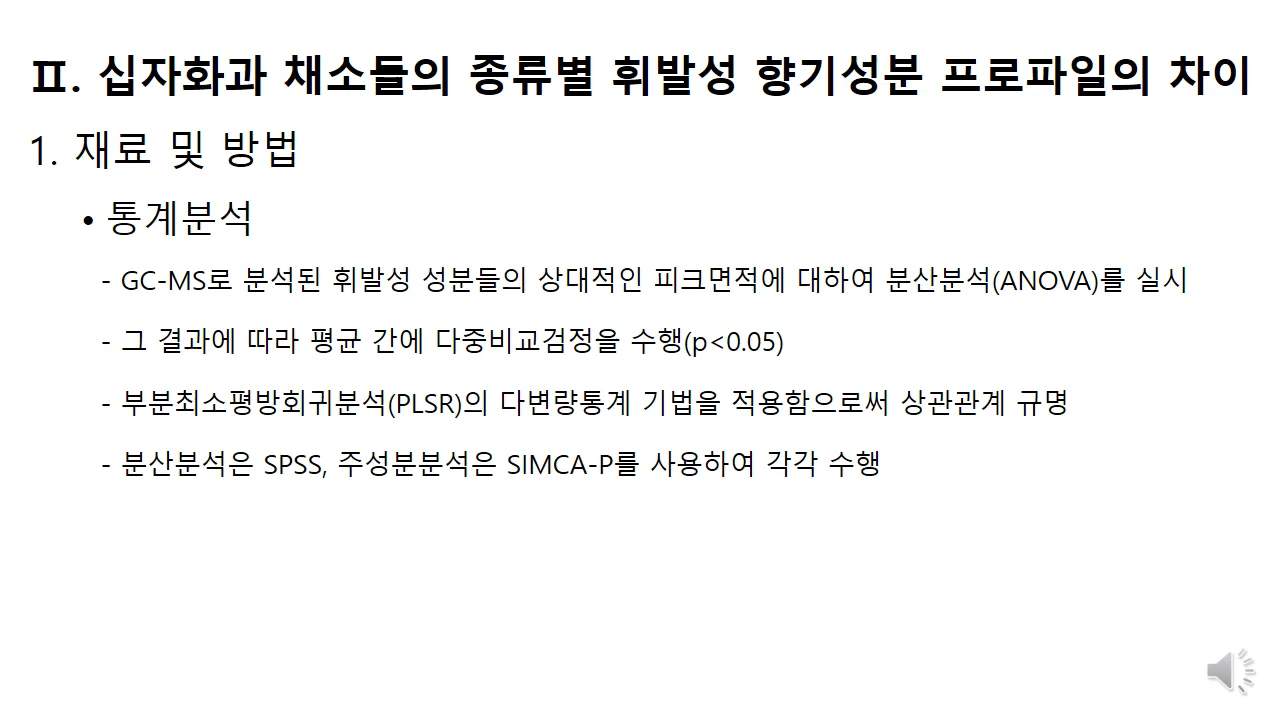 Ⅱ. 십자화과 채소들의 종류별 휘발성 향기성분 프로파일의 차이
1. 재료 및 방법
• 통계분석
- GC-MS로 분석된 휘발성 성분들의 상대적인 피크면적에 대하여 분산분석(ANOVA)를 실시
- 그 결과에 따라 평균 간에 다중비교검정을 수행(p<0.05)
- 부분최소평방회귀분석(PLSR)의 다변량통계 기법을 적용함으로써 상관관계 규명
- 분산분석은 SPSS, 주성분분석은 SIMCA-P를 사용하여 각각 수행